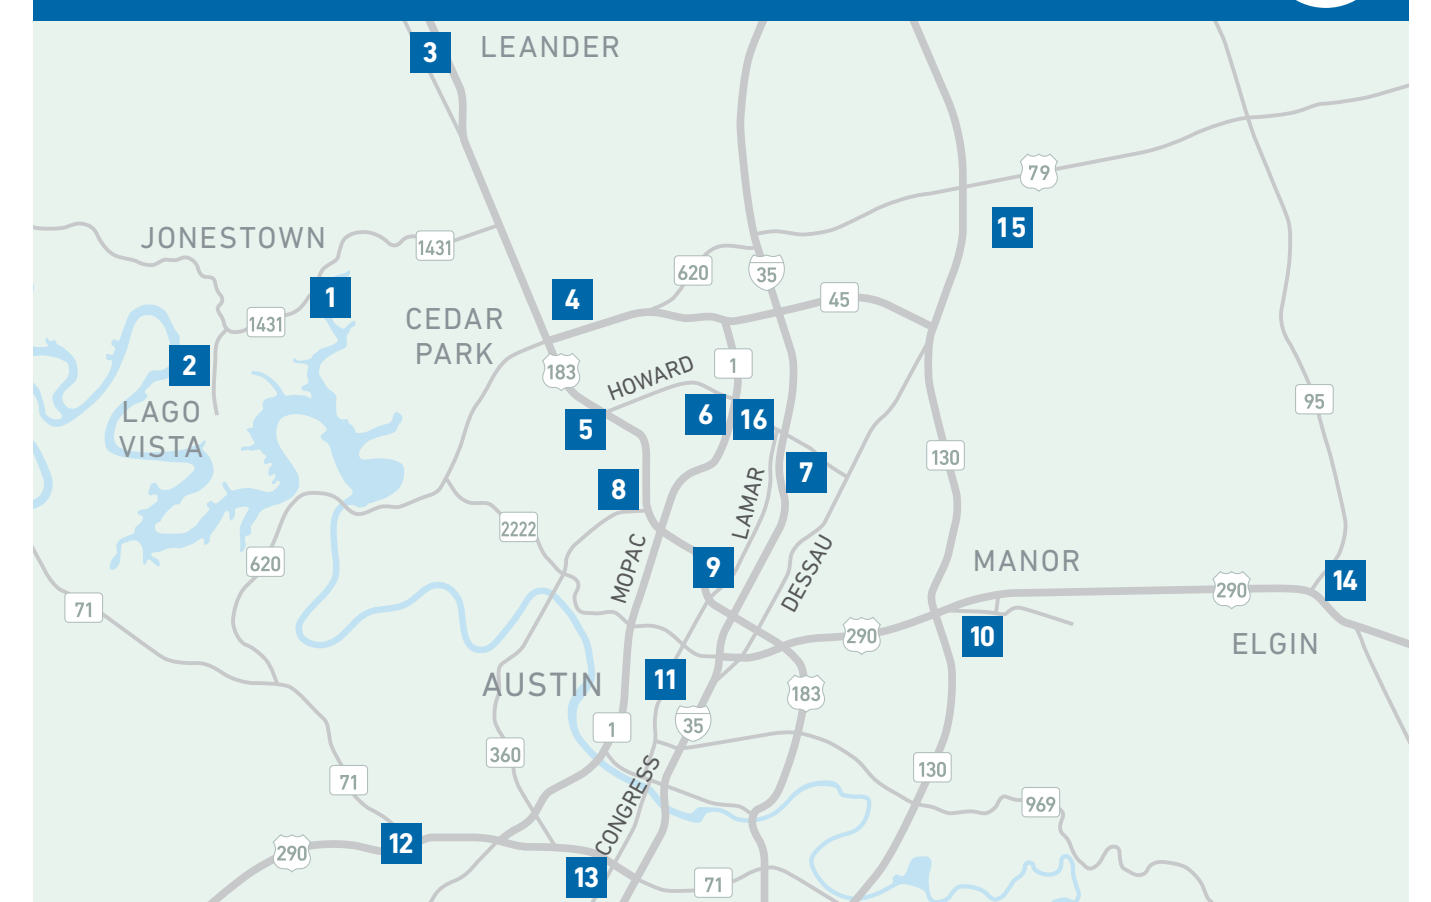 3
LEANDER
79
15
JONESTOWN
1431
620
35
1
4
45
1431
CEDAR
PARK
2
183
HOWARD
1
LAGO
VISTA
95
5
6
16
130
8
7
LAMAR
2222
MOPAC
9
DESSAU
MANOR
620
290
14
71
290
10
ELGIN
AUSTIN
11
183
1
35
360
130
71
CONGRESS
969
12
290
13
71